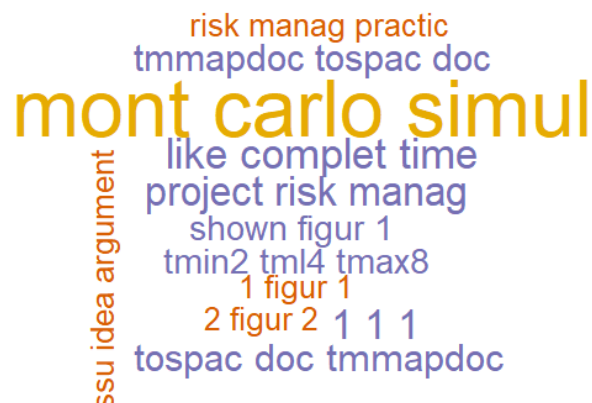 risk manag practic
tmmapdoc tospac doc
mont carlo simul
like complet time
project risk manag
shown figur 1
tmin2 tml4 tmax8
1 figur 1
2 figur 2
1 1 1
tospac doc tmmapdoc
ssu idea argument